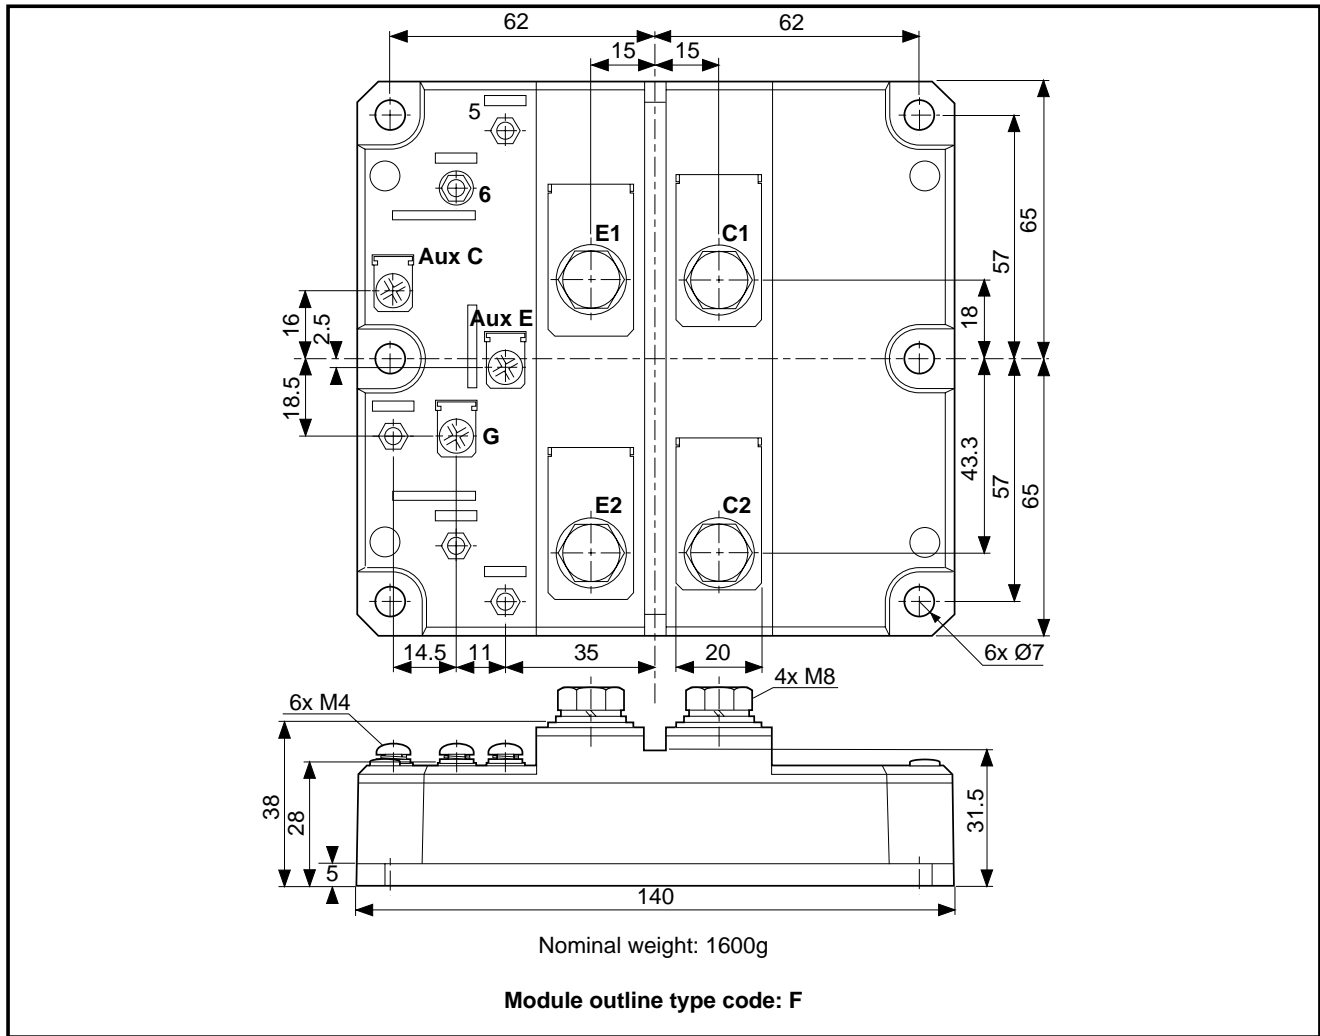 62 62
15 15
5
6
E1 C1
Aux C
65
57
18
16
2.5
Aux E
18.5
G
43.3
57
65
E2 C2
14.5 11 35 20 6x Ø7
4x M8
6x M4
38
28
5
31.5
140
Nominal weight: 1600g
Module outline type code: F